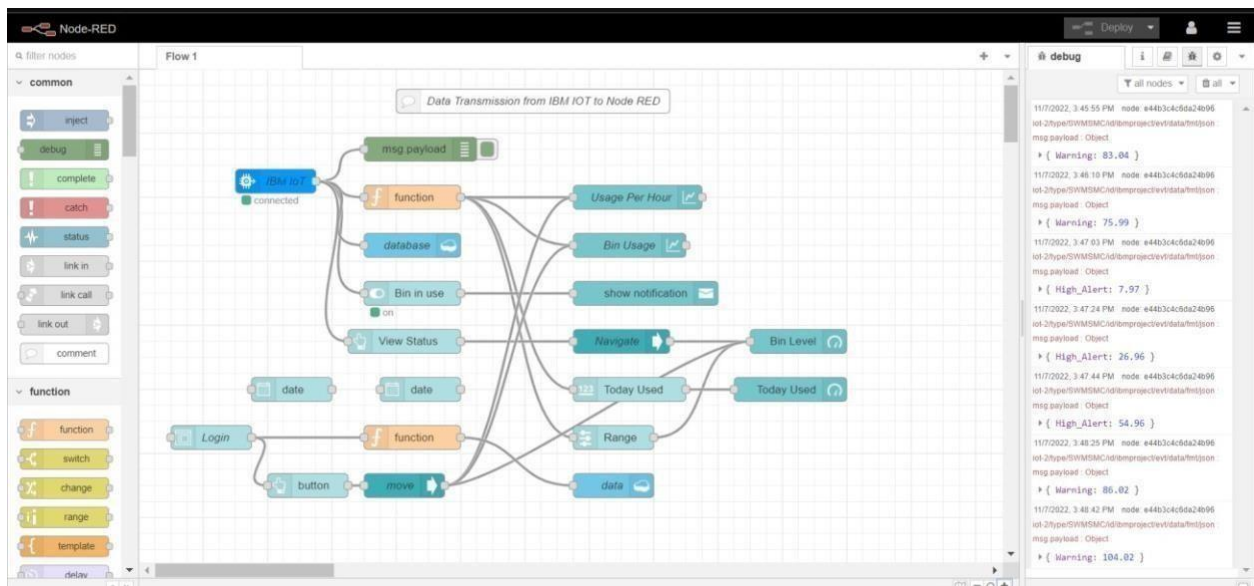 Node-RED
Deploy
filter nodes
Flow 1
debug
i
all nodes
all
common
inject
debug
complete
catch
status
link in
link call
link out
comment
function
function
switch
change
range
template
delay
Data Transmission from IBM IOT to Node RED
msg.payload
IBM IoT
connected
function
Usage Per Hour
database
Bin Usage
Bin in use
on
show notification
View Status
Navigate
Bin Level
date
date
123 Today Used
Today Used
Login
function
Range
button
move
data
11/7/2022, 3:45:55 PM node: e44b3c4c6da24b96
iot-2/type/SWMSMC/id/ibmproject/evt/data/fmt/json :
msg.payload : Object
{ Warning: 83.04 }
11/7/2022, 3:46:10 PM node: e44b3c4c6da24b96
iot-2/type/SWMSMC/id/ibmproject/evt/data/fmt/json :
msg.payload : Object
{ Warning: 75.99 }
11/7/2022, 3:47:03 PM node: e44b3c4c6da24b96
iot-2/type/SWMSMC/id/ibmproject/evt/data/fmt/json :
msg.payload : Object
{ High_Alert: 7.97 }
11/7/2022, 3:47:24 PM node: e44b3c4c6da24b96
iot-2/type/SWMSMC/id/ibmproject/evt/data/fmt/json :
msg.payload : Object
{ High_Alert: 26.96 }
11/7/2022, 3:47:44 PM node: e44b3c4c6da24b96
iot-2/type/SWMSMC/id/ibmproject/evt/data/fmt/json :
msg.payload : Object
{ High_Alert: 54.96 }
11/7/2022, 3:48:25 PM node: e44b3c4c6da24b96
iot-2/type/SWMSMC/id/ibmproject/evt/data/fmt/json :
msg.payload : Object
{ Warning: 86.02 }
11/7/2022, 3:48:42 PM node: e44b3c4c6da24b96
iot-2/type/SWMSMC/id/ibmproject/evt/data/fmt/json :
msg.payload : Object
{ Warning: 104.02 }